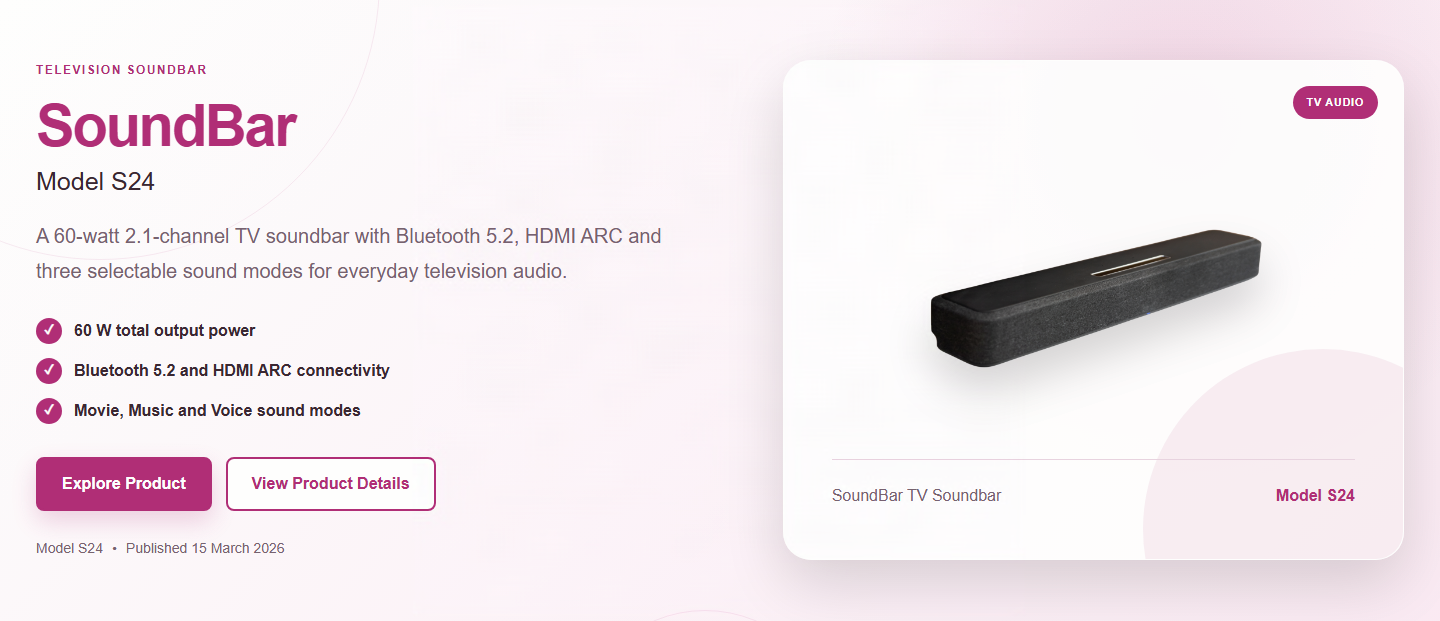 TELEVISION SOUNDBAR
SoundBar
Model S24
A 60-watt 2.1-channel TV soundbar with Bluetooth 5.2, HDMI ARC and
three selectable sound modes for everyday television audio.
60 W total output power
Bluetooth 5.2 and HDMI ARC connectivity
Movie, Music and Voice sound modes
Explore Product
View Product Details
Model S24 • Published 15 March 2026
TV AUDIO
SoundBar TV Soundbar
Model S24